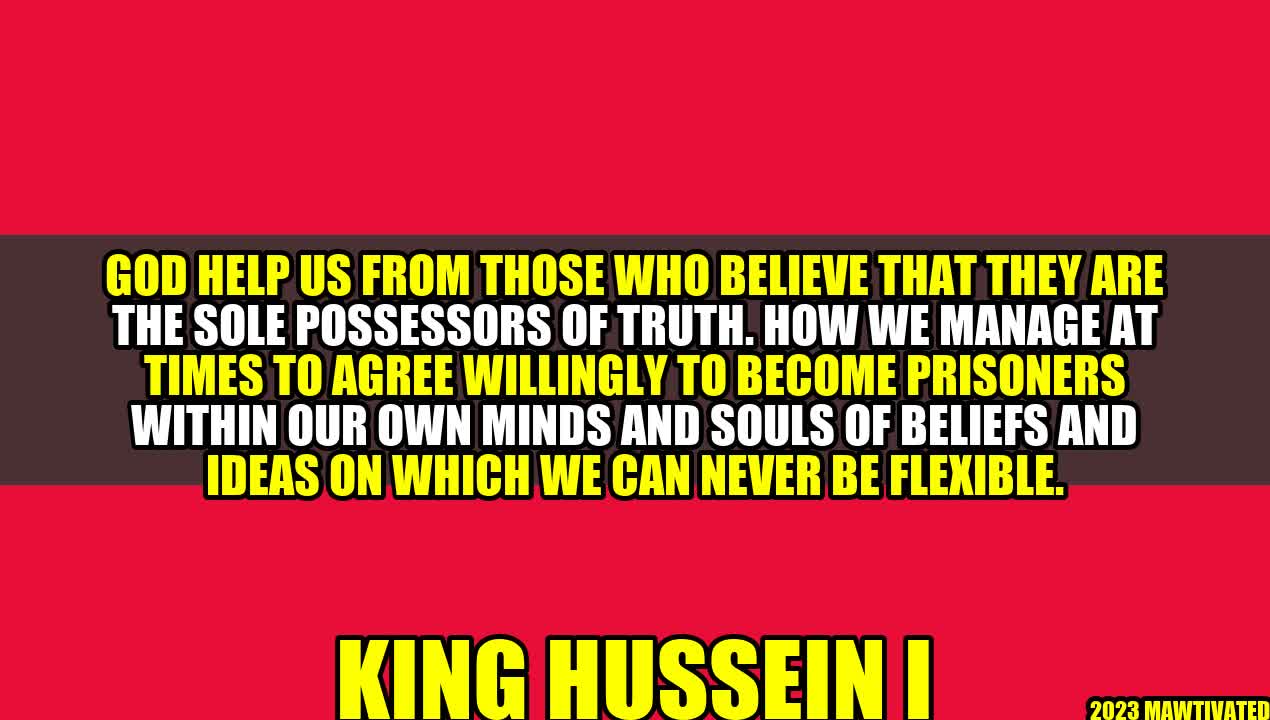 GOD HELP US FROM THOSE WHO BELIEVE THAT THEY ARE
THE SOLE POSSESSORS OF TRUTH. HOW WE MANAGE AT
TIMES TO AGREE WILLINGLY TO BECOME PRISONERS
WITHIN OUR OWN MINDS AND SOULS OF BELIEFS AND
IDEAS ON WHICH WE CAN NEVER BE FLEXIBLE.
KING HUSSEIN I
2023 MAWTIVATED